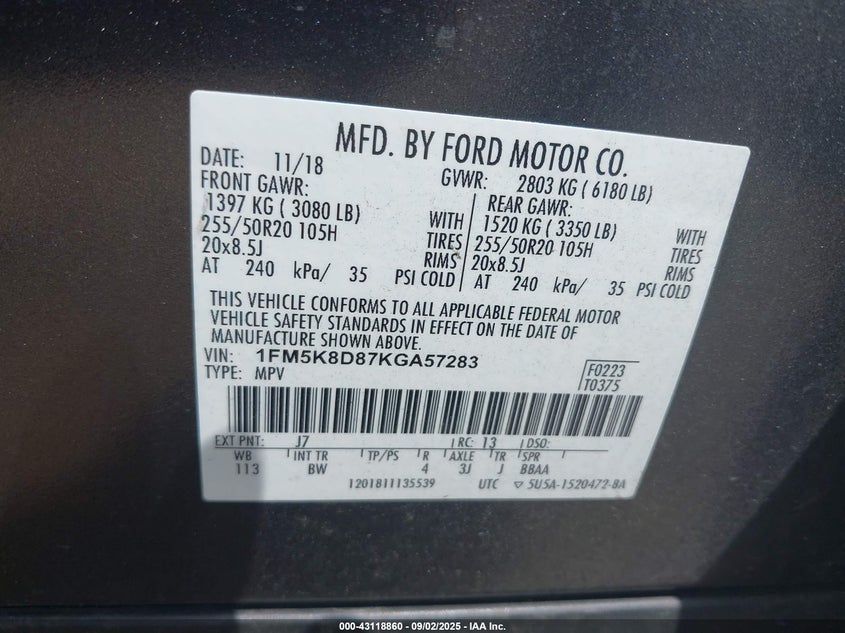 MFD. BY FORD MOTOR CO.
DATE: 11/18 GVWR: 2803 KG ( 6180 LB)
FRONT GAWR: REAR GAWR:
1397 KG ( 3080 LB) WITH 1520 KG ( 3350 LB) WITH
255/50R20 105H TIRES 255/50R20 105H TIRES
20x8.5J RIMS 20x8.5J RIMS
AT 240 kPa/ 35 PSI COLD AT 240 kPa/ 35 PSI COLD
THIS VEHICLE CONFORMS TO ALL APPLICABLE FEDERAL MOTOR
VEHICLE SAFETY STANDARDS IN EFFECT ON THE DATE OF
MANUFACTURE SHOWN ABOVE.
VIN: 1FM5K8D87KGA57283
TYPE: MPV
F0223
T0375
EXT PNT: J7 RC: 13 DSO:
WB INT TR TP/PS R AXLE TR SPR
113 BW 4 3J J BBAA
1201811135539 UTC ▽ 5U5A-1520472-BA
000-43118860 - 09/02/2025 - IAA Inc.